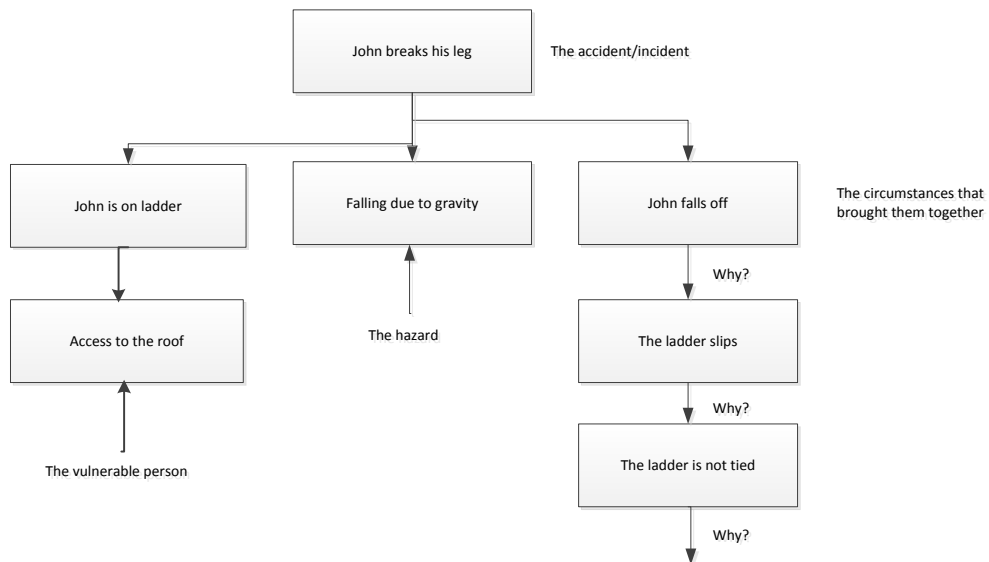 John breaks his leg
The accident/incident
John is on ladder
Falling due to gravity
John falls off
The circumstances that
brought them together
Why?
Access to the roof
The hazard
The ladder slips
Why?
The vulnerable person
The ladder is not tied
Why?